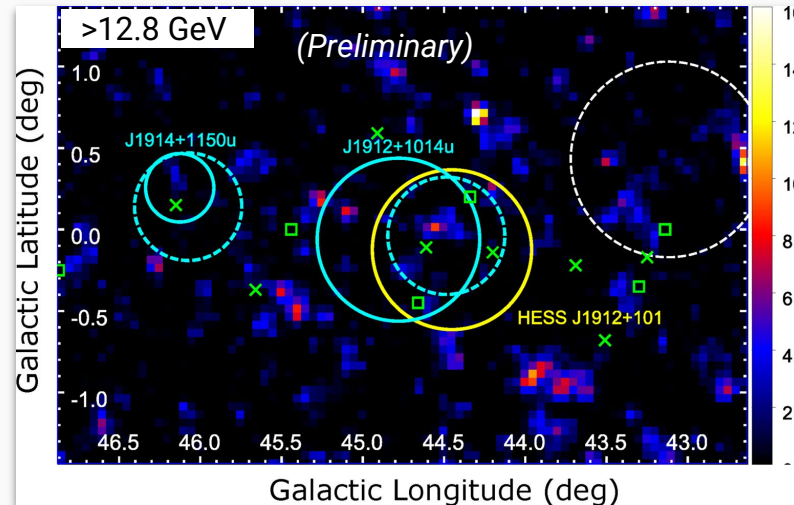 >12.8 GeV
(Preliminary)
J1914+1150u
J1912+1014u
HESS J1912+101
1.0
0.5
0.0
-0.5
-1.0
46.5 46.0 45.5 45.0 44.5 44.0 43.5 43.0
Galactic Latitude (deg)
Galactic Longitude (deg)
8
6
4
2